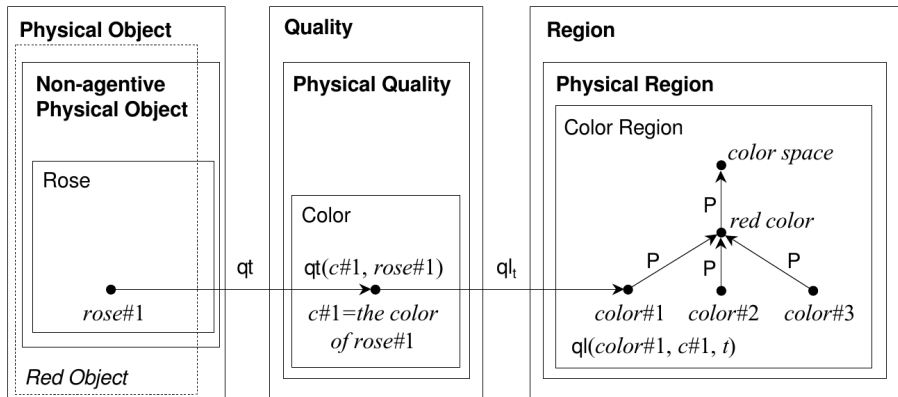 Physical Object
Non-agentive
Physical Object
Rose
rose#1
Red Object
qt
Quality
Physical Quality
Color
qt(c#1, rose#1)
c#1=the color
of rose#1
qlt
Region
Physical Region
Color Region
color space
P
red color
P
P
P
color#1
color#2
color#3
ql(color#1, c#1, t)